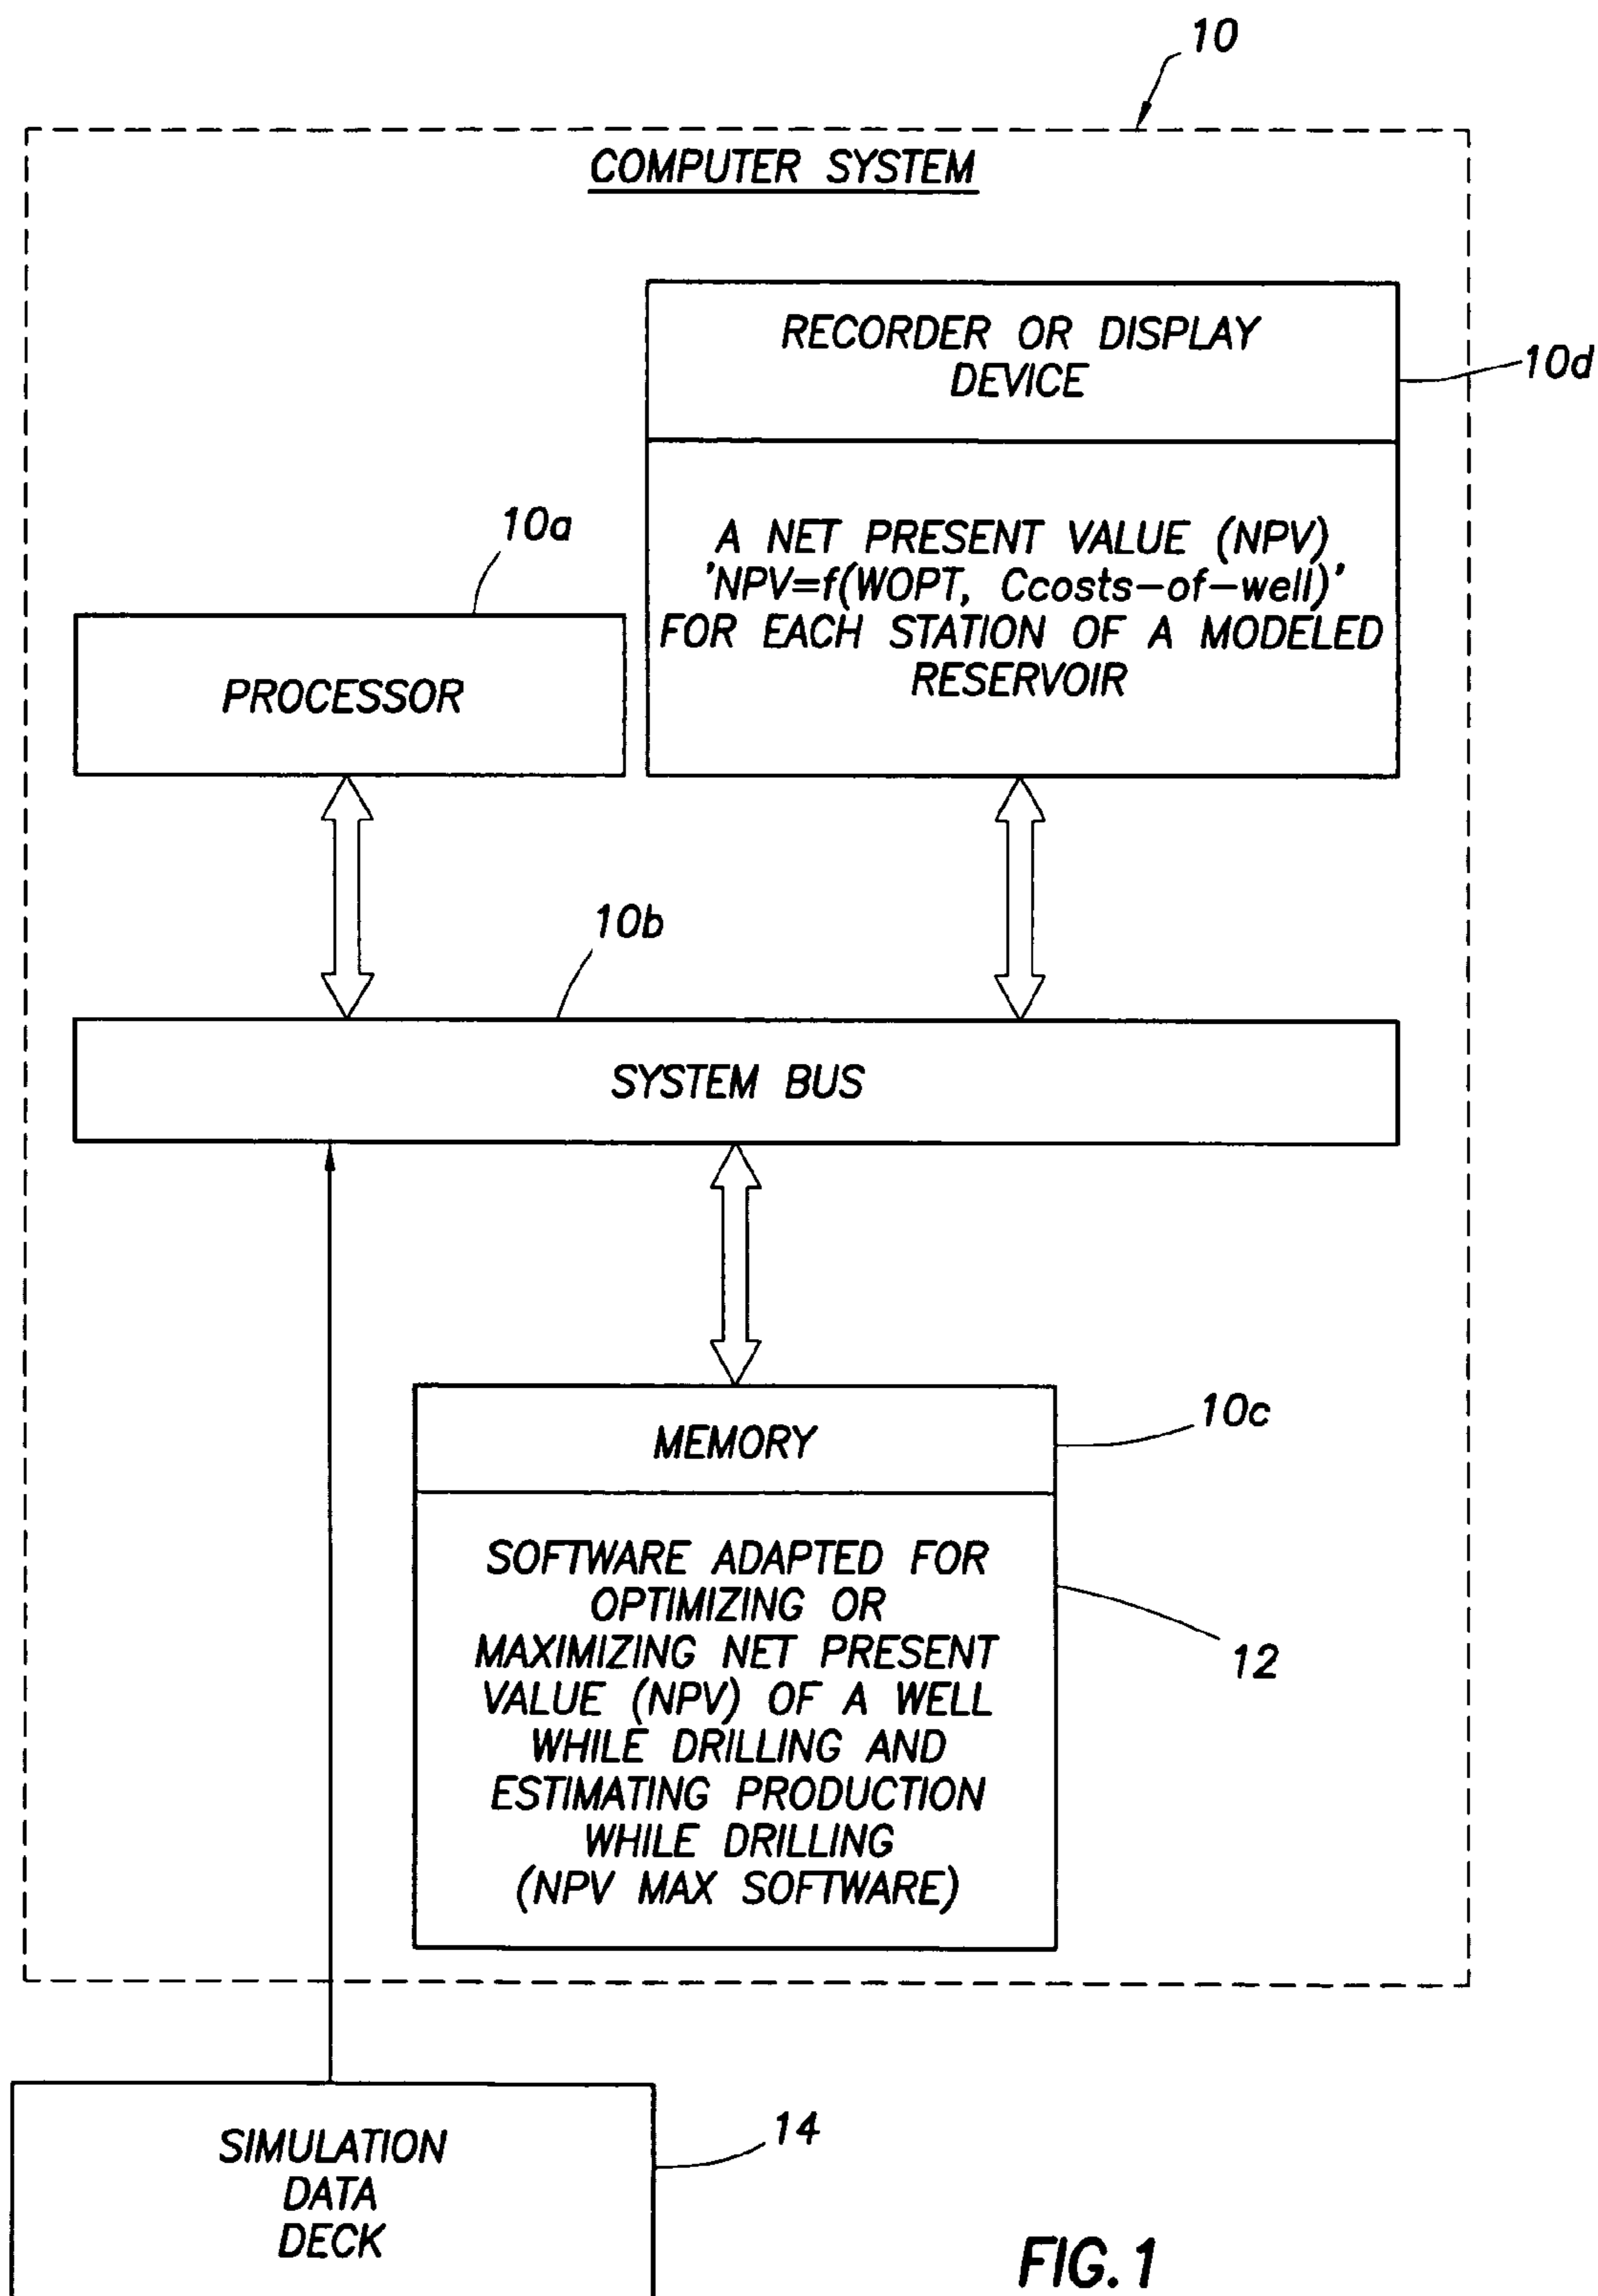 10
COMPUTER SYSTEM
RECORDER OR DISPLAY
DEVICE
10d
A NET PRESENT VALUE (NPV)
'NPV=f(WOPT, Ccosts-of-well)'
FOR EACH STATION OF A MODELED
RESERVOIR
10a
PROCESSOR
10b
SYSTEM BUS
MEMORY
10c
SOFTWARE ADAPTED FOR
OPTIMIZING OR
MAXIMIZING NET PRESENT
VALUE (NPV) OF A WELL
WHILE DRILLING AND
ESTIMATING PRODUCTION
WHILE DRILLING
(NPV MAX SOFTWARE)
12
SIMULATION
DATA
DECK
14
FIG.1